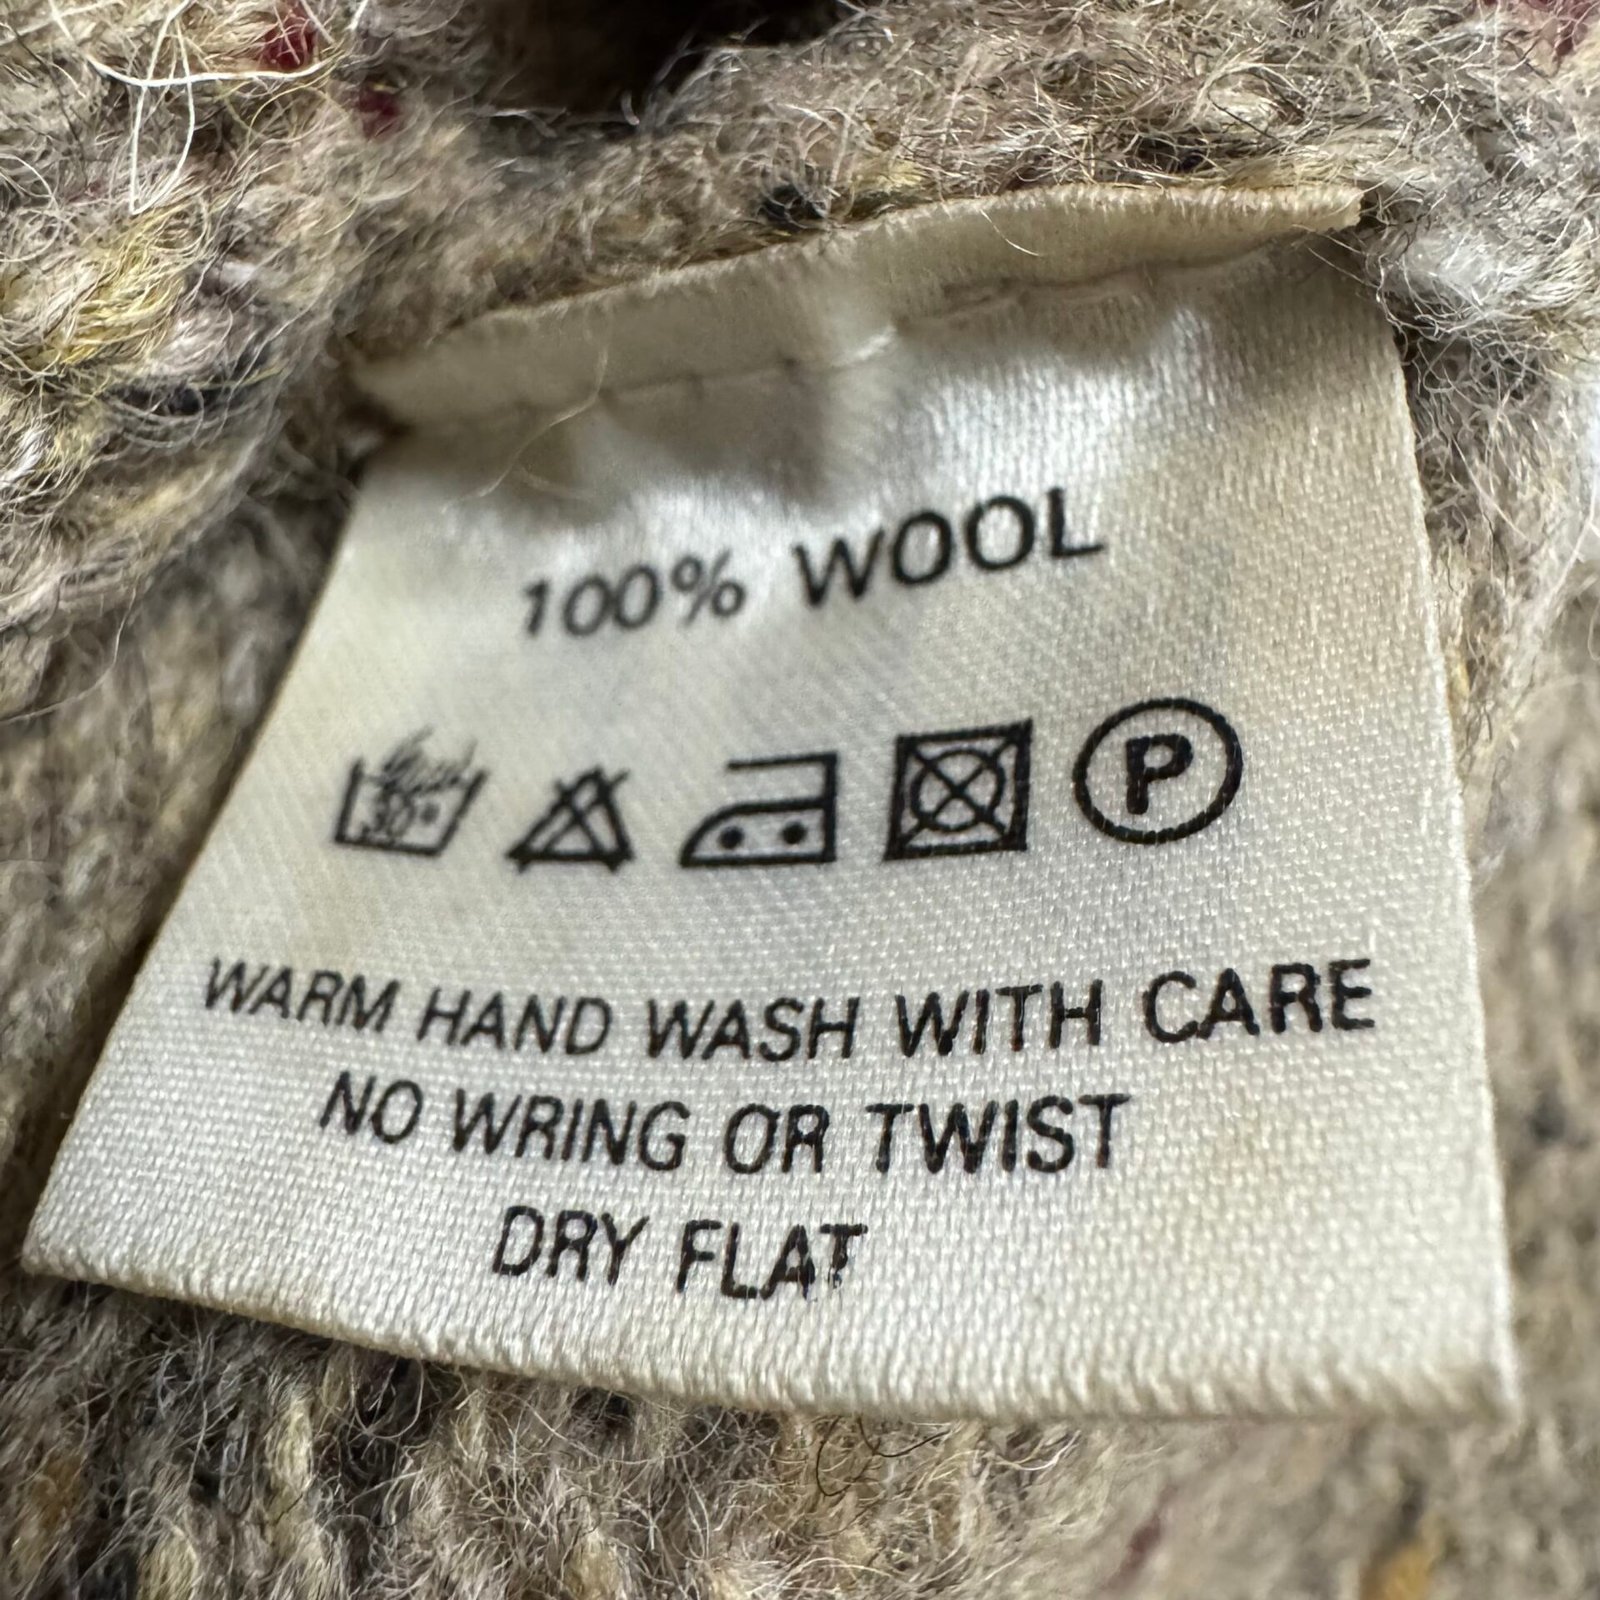 100% WOOL
30°
P
WARM HAND WASH WITH CARE
NO WRING OR TWIST
DRY FLAT